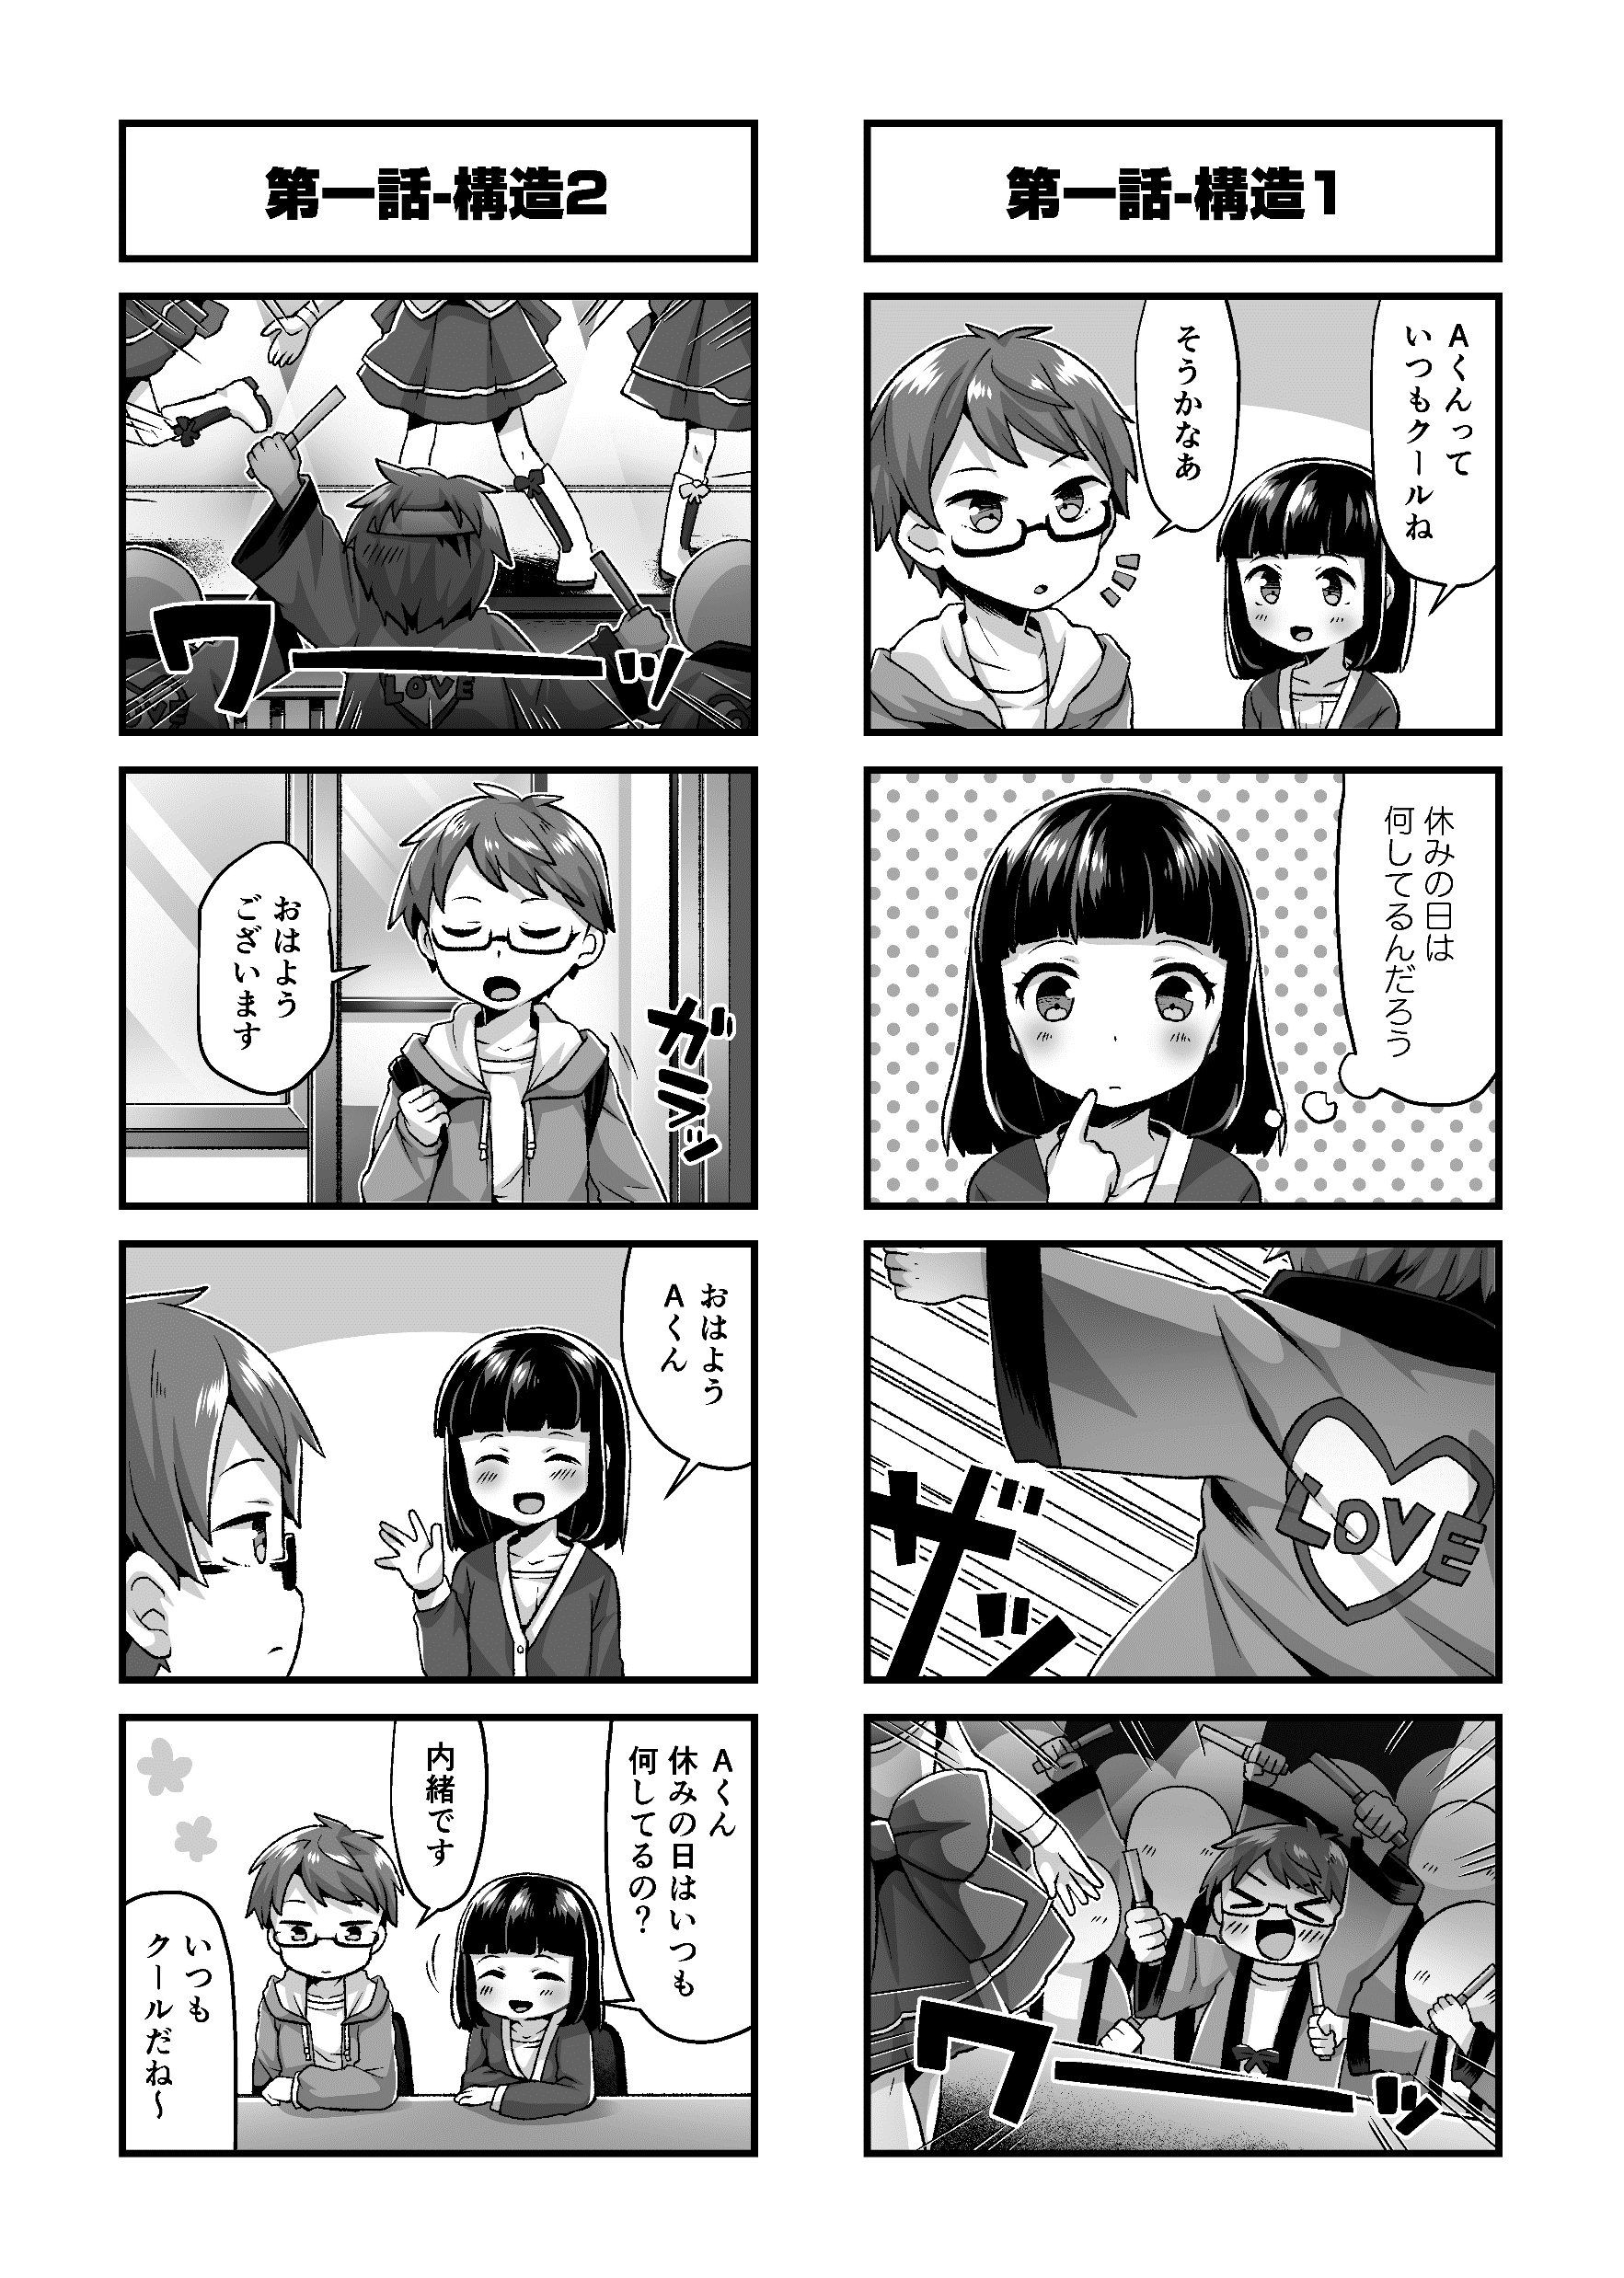 第一話-構造1
Aくんって
いつもクールね
そうかなあ
休みの日は
何してるんだろう
LOVE
ザッ
ワーーッ
第一話-構造2
LOVE
OVE
ワーーッ
ガラッ
おはよう
ございます
おはよう
Aくん
Aくん
休みの日はいつも
何してるの？
内緒です
いつも
クールだね〜